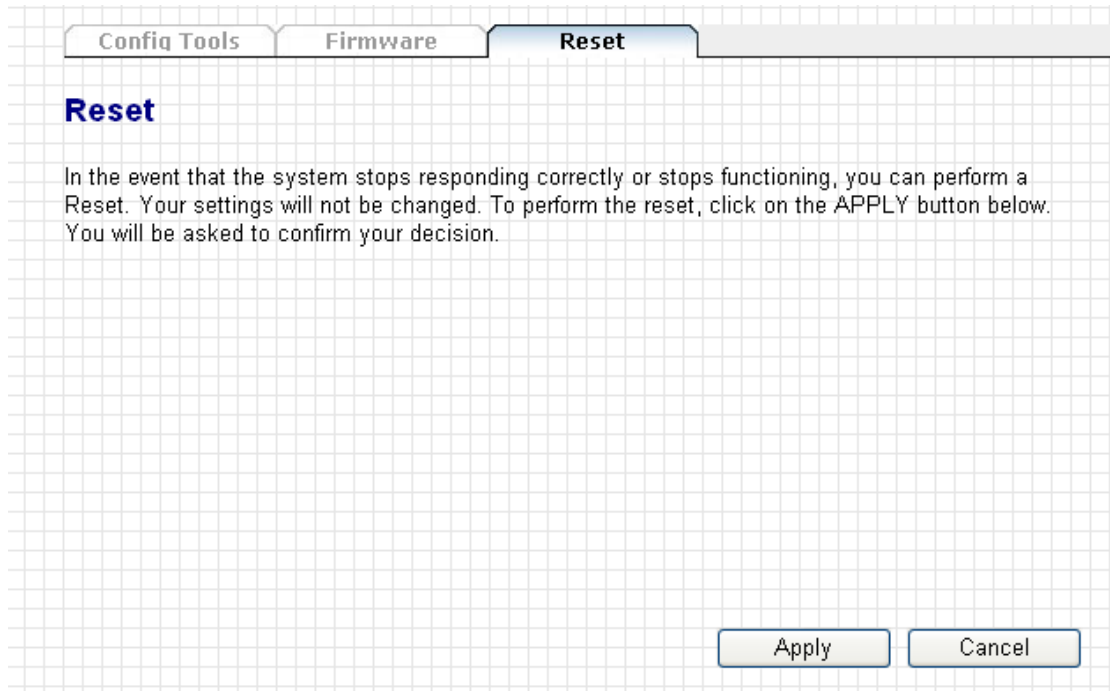 Config Tools Firmware Reset
Reset
In the event that the system stops responding correctly or stops functioning, you can perform a
Reset. Your settings will not be changed. To perform the reset, click on the APPLY button below.
You will be asked to confirm your decision.
Apply Cancel